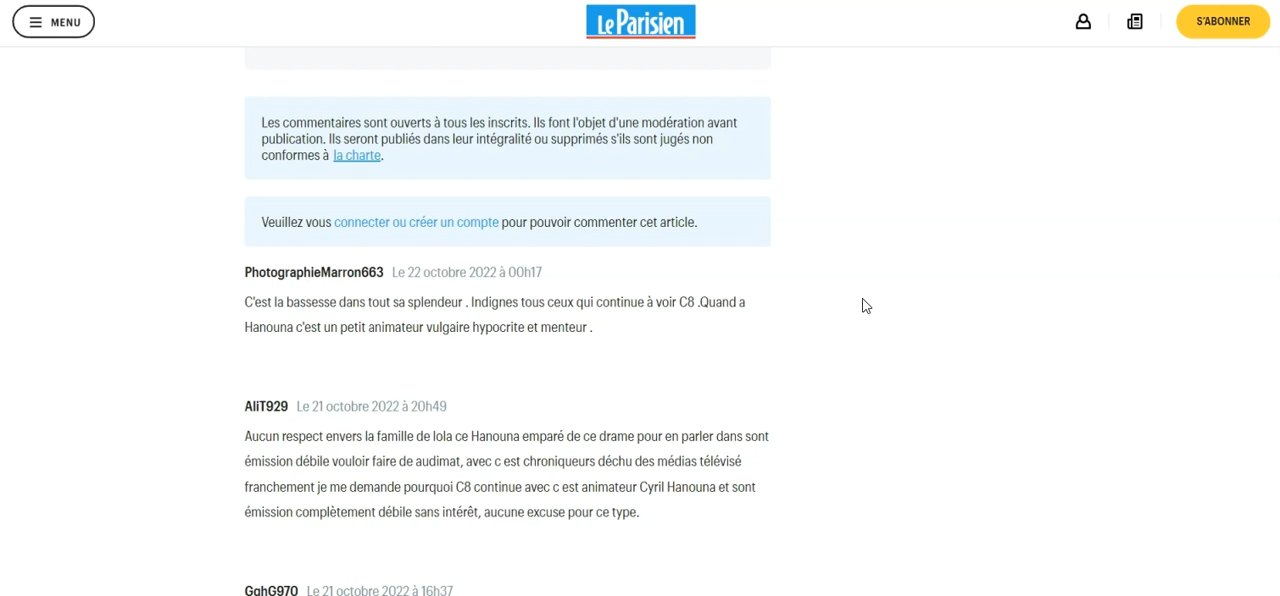 MENU
Le Parisien
S'ABONNER
Les commentaires sont ouverts à tous les inscrits. Ils font l'objet d'une modération avant
publication. Ils seront publiés dans leur intégralité ou supprimés s'ils sont jugés non
conformes à la charte.
Veuillez vous connecter ou créer un compte pour pouvoir commenter cet article.
PhotographieMarron663 Le 22 octobre 2022 à 00h17
C'est la bassesse dans tout sa splendeur . Indignes tous ceux qui continue à voir C8 .Quand a
Hanouna c'est un petit animateur vulgaire hypocrite et menteur .
AliT929 Le 21 octobre 2022 à 20h49
Aucun respect envers la famille de lola ce Hanouna emparé de ce drame pour en parler dans sont
émission débile vouloir faire de audimat, avec c est chroniqueurs déchu des médias télévisé
franchement je me demande pourquoi C8 continue avec c est animateur Cyril Hanouna et sont
émission complètement débile sans intérêt, aucune excuse pour ce type.
GghG970 Le 21 octobre 2022 à 16h37